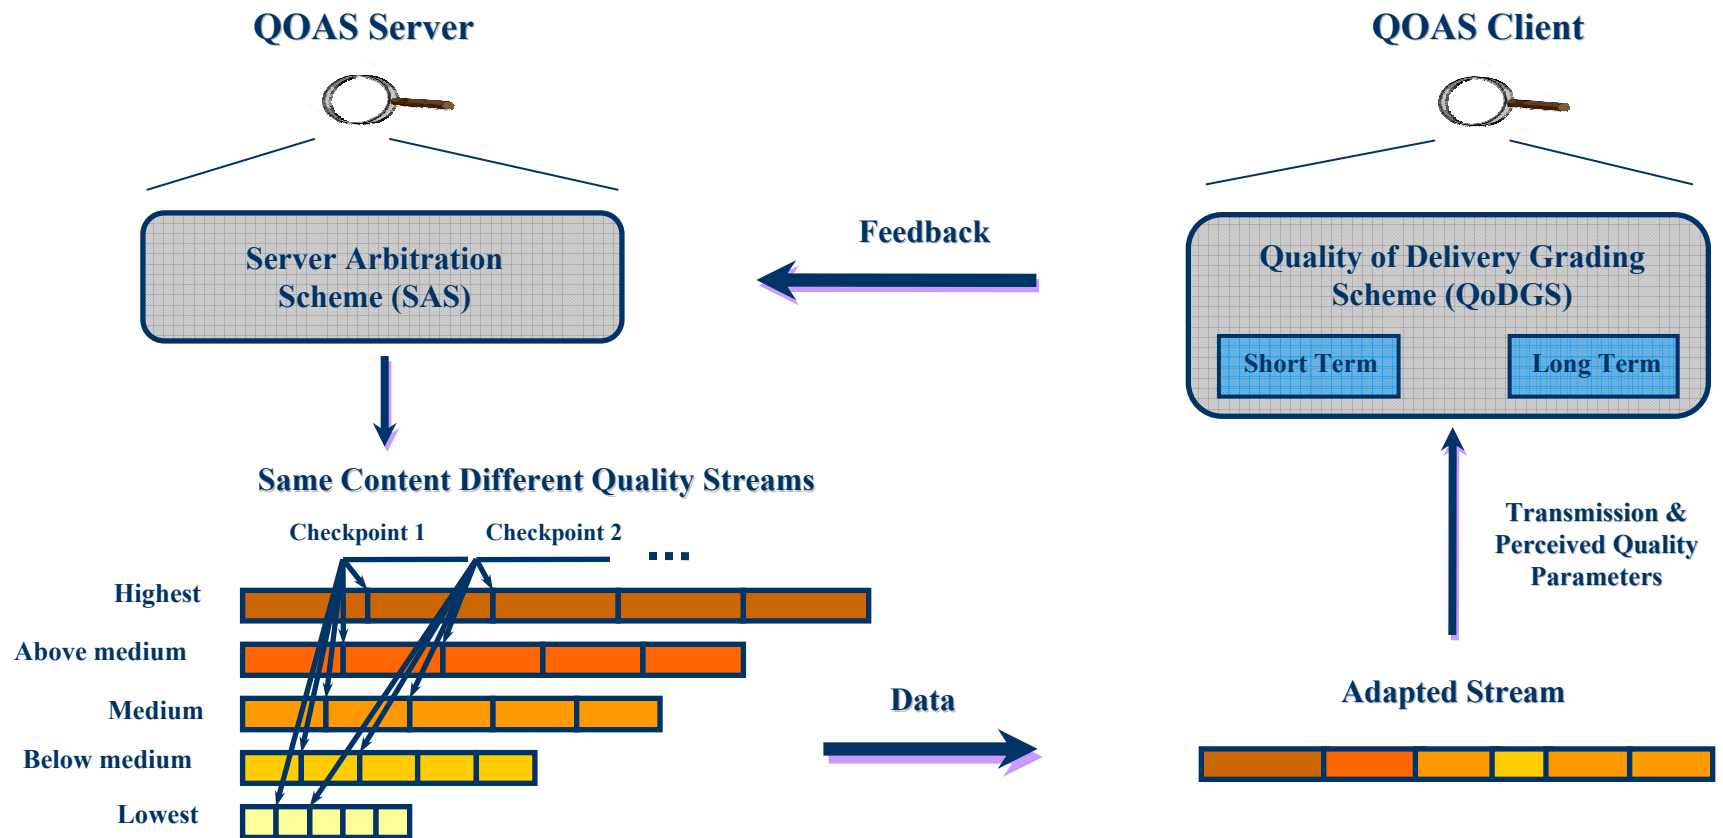 QOAS Server
QOAS Client
Server Arbitration
Scheme (SAS)
Feedback
Quality of Delivery Grading
Scheme (QoDGS)
Short Term
Long Term
Same Content Different Quality Streams
Checkpoint 1
Checkpoint 2
...
Highest
Above medium
Medium
Below medium
Lowest
Data
Transmission &
Perceived Quality
Parameters
Adapted Stream